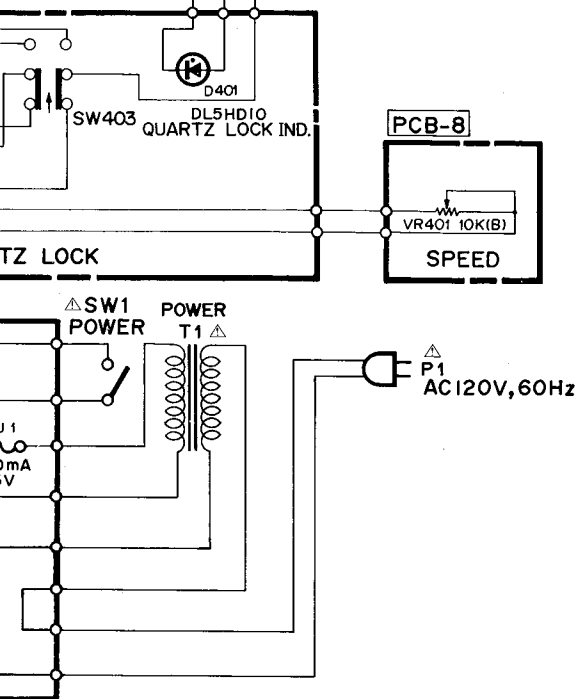 D401
DL5HD10
SW403
QUARTZ LOCK IND.
PCB-8
VR401 10K(B)
TZ LOCK
SPEED
SW1
POWER
POWER
T1
P1
AC120V, 60Hz
mA
V